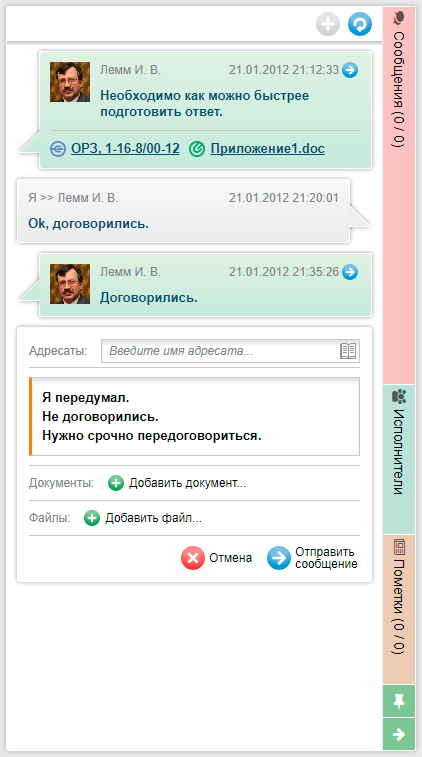 Лемм И. В. 21.01.2012 21:12:33
Необходимо как можно быстрее
подготовить ответ.
ОРЗ, 1-16-8/00-12 Приложение1.doc
Я >> Лемм И. В. 21.01.2012 21:20:01
Ok, договорились.
Лемм И. В. 21.01.2012 21:35:26
Договорились.
Адресаты: Введите имя адресата...
Я передумал.
Не договорились.
Нужно срочно передоговориться.
Документы: Добавить документ...
Файлы: Добавить файл...
Отмена Отправить
сообщение
Сообщения (0 / 0)
Исполнители
Пометки (0 / 0)